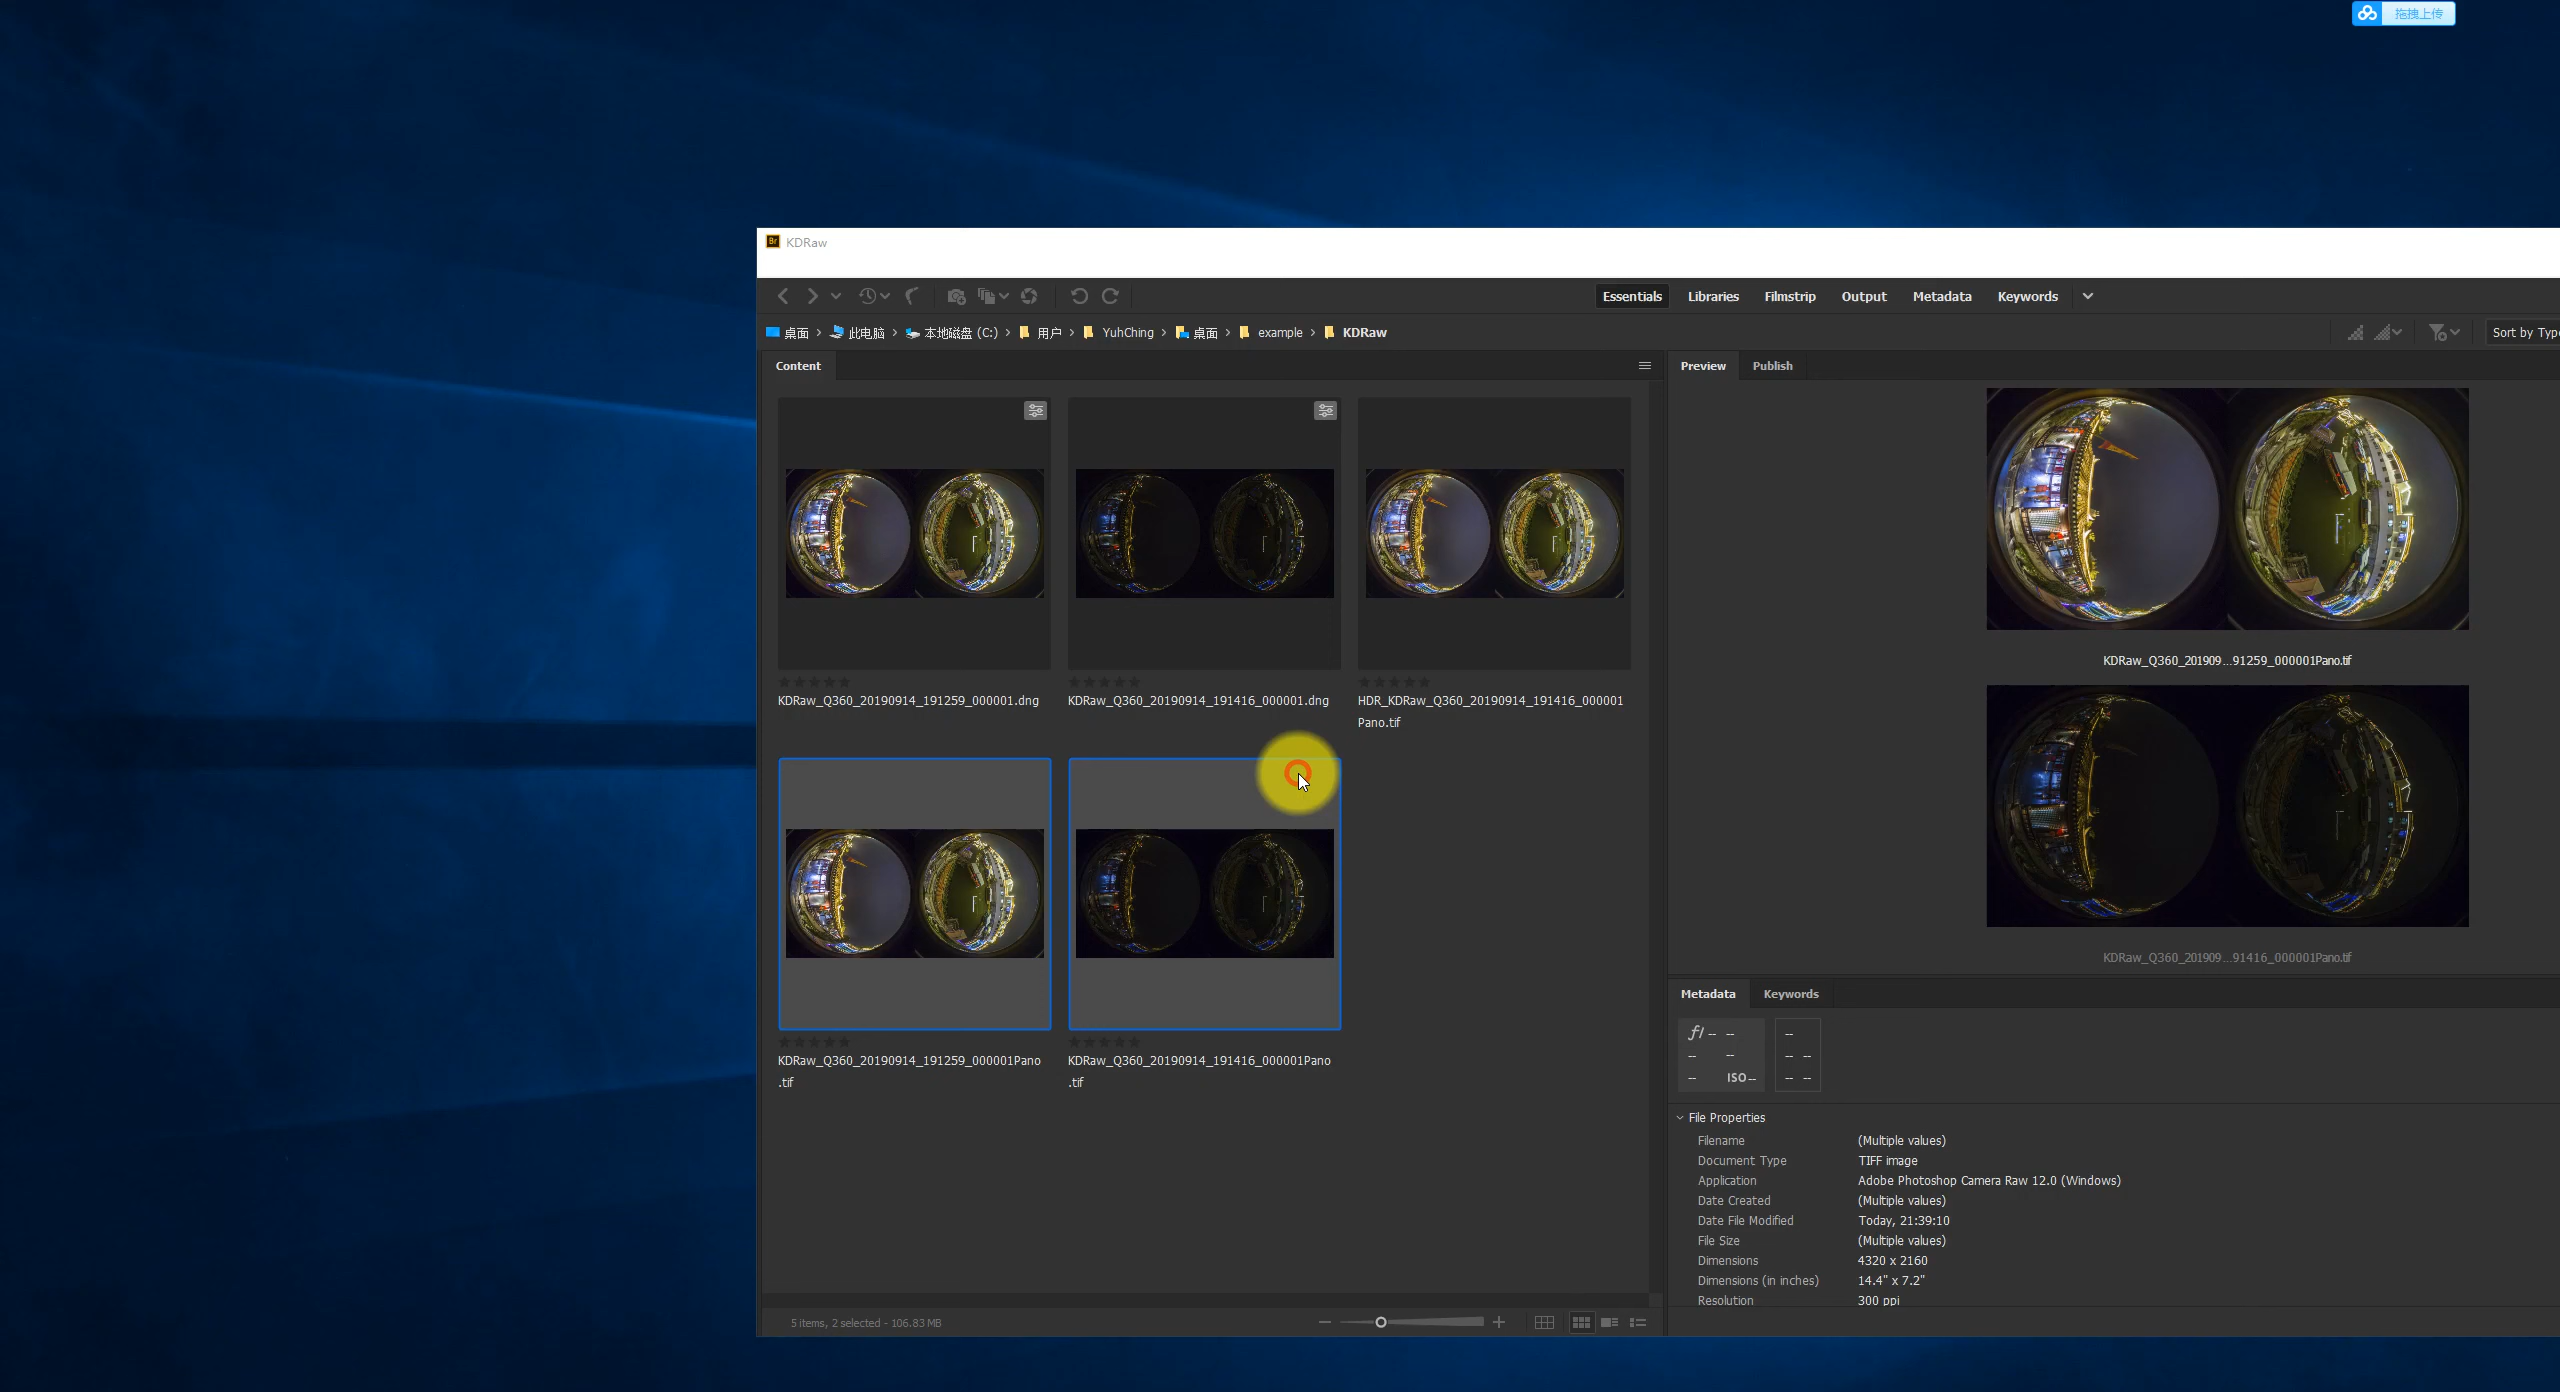 拖拽上传
Br KDRaw
Essentials Libraries Filmstrip Output Metadata Keywords
桌面 › 此电脑 › 本地磁盘 (C:) › 用户 › YuhChing › 桌面 › example › KDRaw
Sort by Type
Content
Preview Publish
KDRaw_Q360_20190914_191259_000001.dng
KDRaw_Q360_20190914_191416_000001.dng
HDR_KDRaw_Q360_20190914_191416_000001
Pano.tif
KDRaw_Q360_20190914_191259_000001Pano
.tif
KDRaw_Q360_20190914_191416_000001Pano
.tif
5 items, 2 selected - 106.83 MB
KDRaw_Q360_201909...91259_000001Pano.tif
KDRaw_Q360_201909...91416_000001Pano.tif
Metadata Keywords
f/ -- -- --
-- -- -- --
-- ISO -- -- --
File Properties
Filename (Multiple values)
Document Type TIFF image
Application Adobe Photoshop Camera Raw 12.0 (Windows)
Date Created (Multiple values)
Date File Modified Today, 21:39:10
File Size (Multiple values)
Dimensions 4320 x 2160
Dimensions (in inches) 14.4" x 7.2"
Resolution 300 ppi